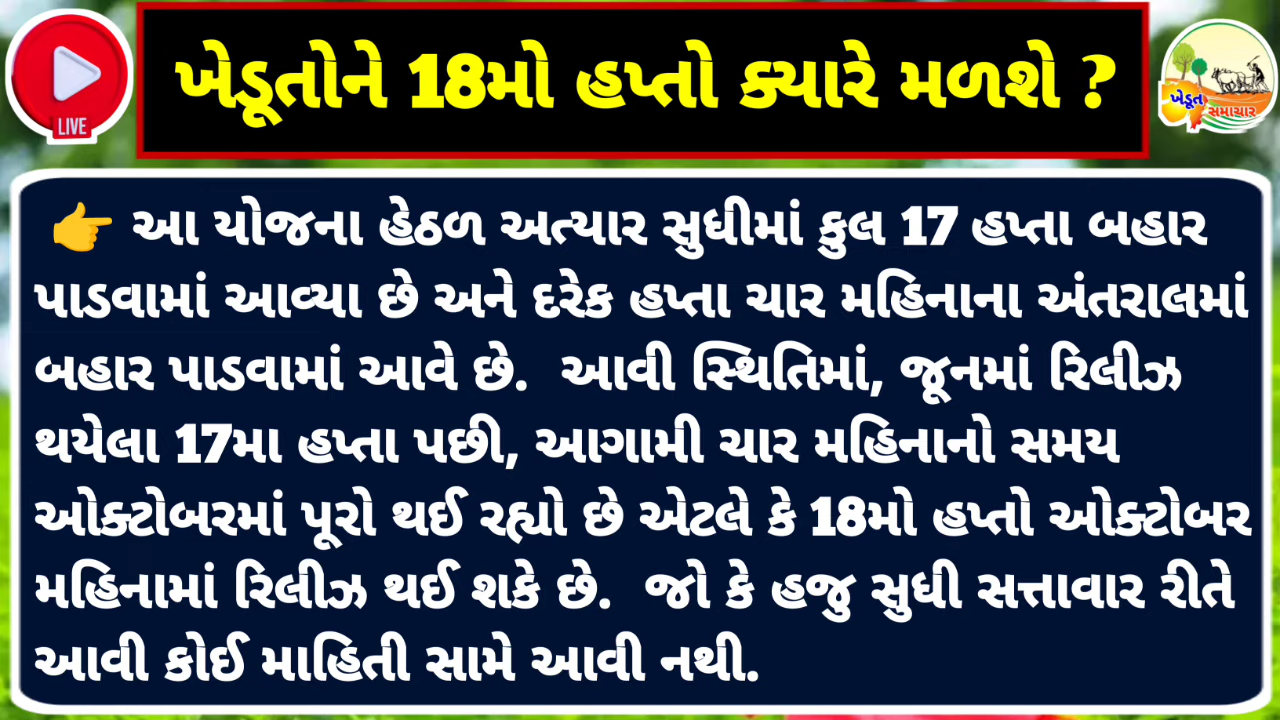 ખેડૂતોને 18મો હપ્તો ક્યારે મળશે ?
LIVE
ખેડૂત
સમાચાર
👉 આ યોજના હેઠળ અત્યાર સુધીમાં કુલ 17 હપ્તા બહાર
પાડવામાં આવ્યા છે અને દરેક હપ્તા ચાર મહિનાના અંતરાલમાં
બહાર પાડવામાં આવે છે. આવી સ્થિતિમાં, જૂનમાં રિલીઝ
થયેલા 17મા હપ્તા પછી, આગામી ચાર મહિનાનો સમય
ઓક્ટોબરમાં પૂરો થઈ રહ્યો છે એટલે કે 18મો હપ્તો ઓક્ટોબર
મહિનામાં રિલીઝ થઈ શકે છે. જો કે હજુ સુધી સત્તાવાર રીતે
આવી કોઈ માહિતી સામે આવી નથી.